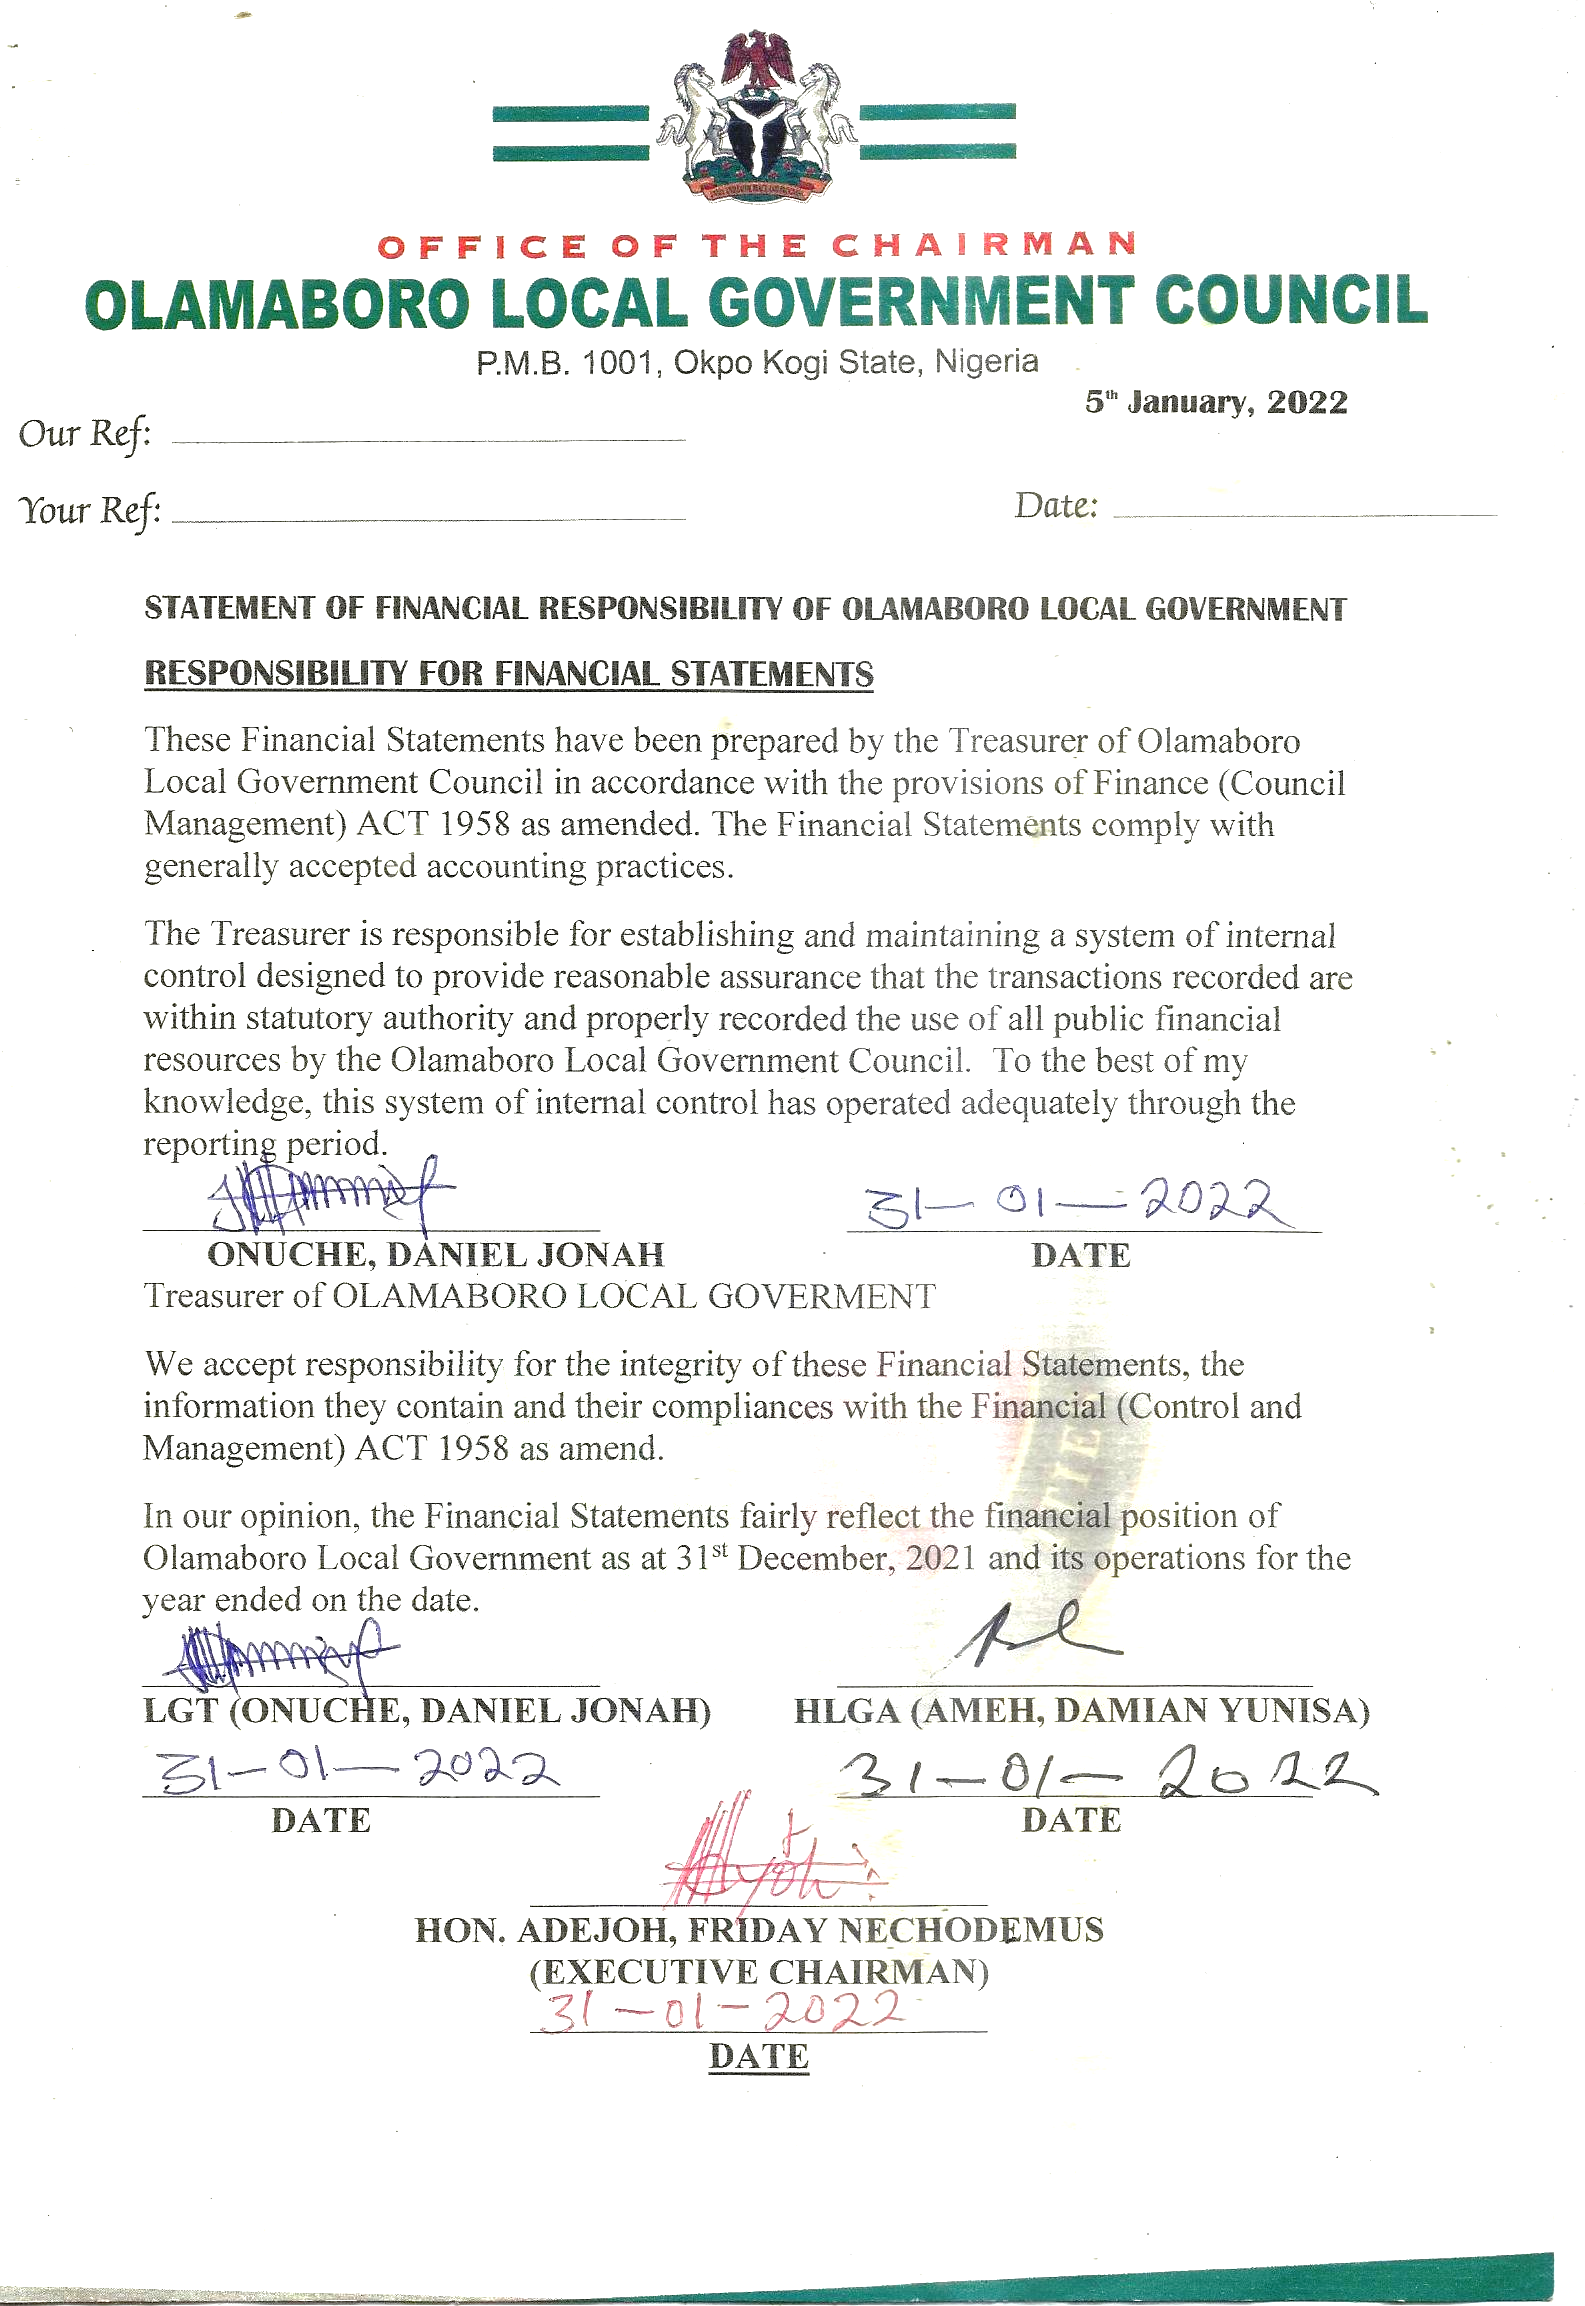 OFFICE OF THE CHAIRMAN
OLAMABORO LOCAL GOVERNMENT COUNCIL
P.M.B. 1001, Okpo Kogi State, Nigeria
5th January, 2022
Our Ref:
Your Ref:
Date:
STATEMENT OF FINANCIAL RESPONSIBILITY OF OLAMABORO LOCAL GOVERNMENT
RESPONSIBILITY FOR FINANCIAL STATEMENTS
These Financial Statements have been prepared by the Treasurer of Olamaboro
Local Government Council in accordance with the provisions of Finance (Council
Management) ACT 1958 as amended. The Financial Statements comply with
generally accepted accounting practices.
The Treasurer is responsible for establishing and maintaining a system of internal
control designed to provide reasonable assurance that the transactions recorded are
within statutory authority and properly recorded the use of all public financial
resources by the Olamaboro Local Government Council. To the best of my
knowledge, this system of internal control has operated adequately through the
reporting period.
31-01-2022
ONUCHE, DANIEL JONAH DATE
Treasurer of OLAMABORO LOCAL GOVERMENT
We accept responsibility for the integrity of these Financial Statements, the
information they contain and their compliances with the Financial (Control and
Management) ACT 1958 as amend.
In our opinion, the Financial Statements fairly reflect the financial position of
Olamaboro Local Government as at 31st December, 2021 and its operations for the
year ended on the date.
LGT (ONUCHE, DANIEL JONAH) HLGA (AMEH, DAMIAN YUNISA)
31-01-2022 31-01-2022
DATE DATE
HON. ADEJOH, FRIDAY NECHODEMUS
(EXECUTIVE CHAIRMAN)
31-01-2022
DATE